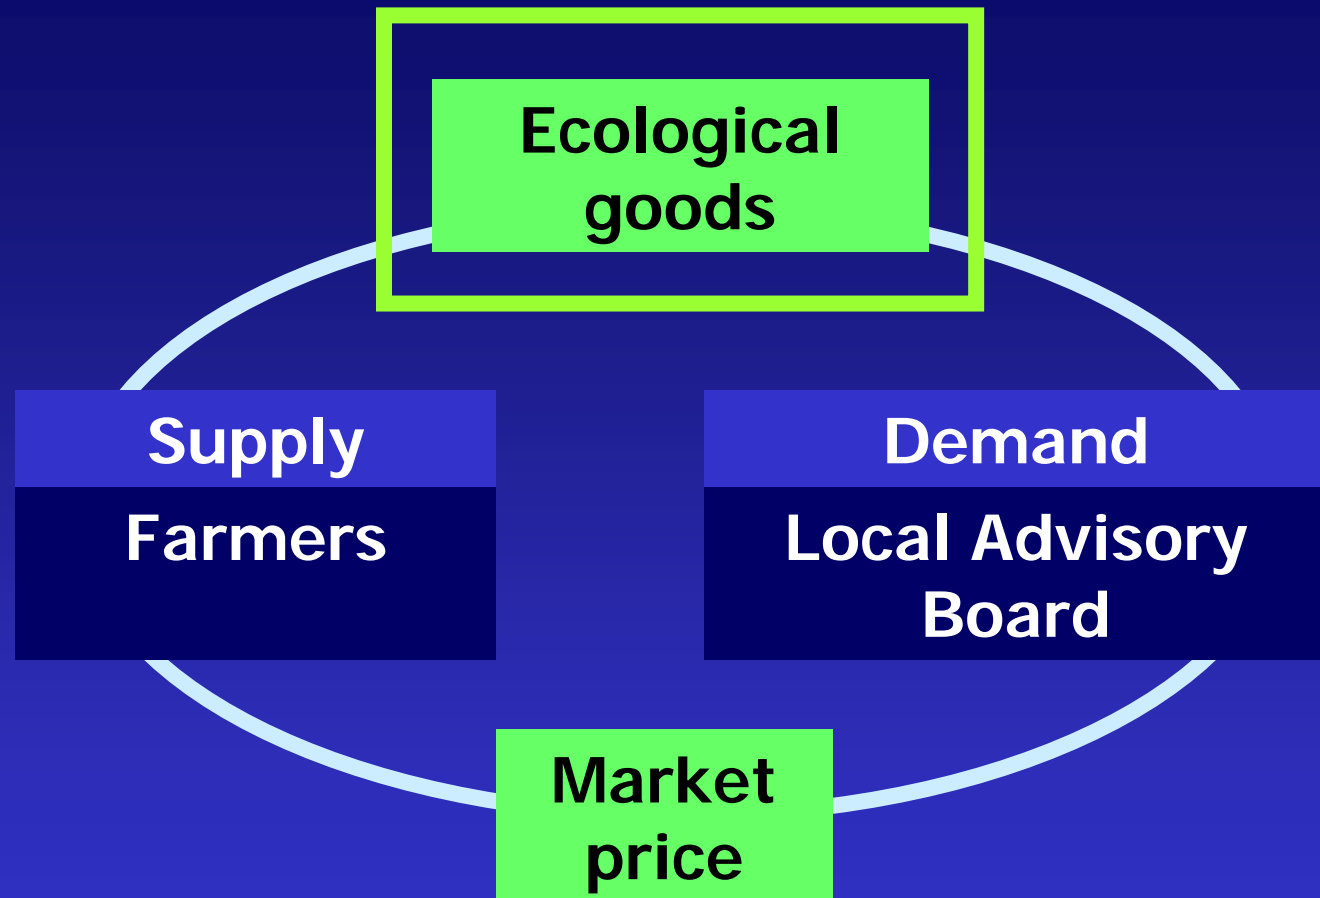 Ecological
goods
Supply
Farmers
Demand
Local Advisory
Board
Market
price